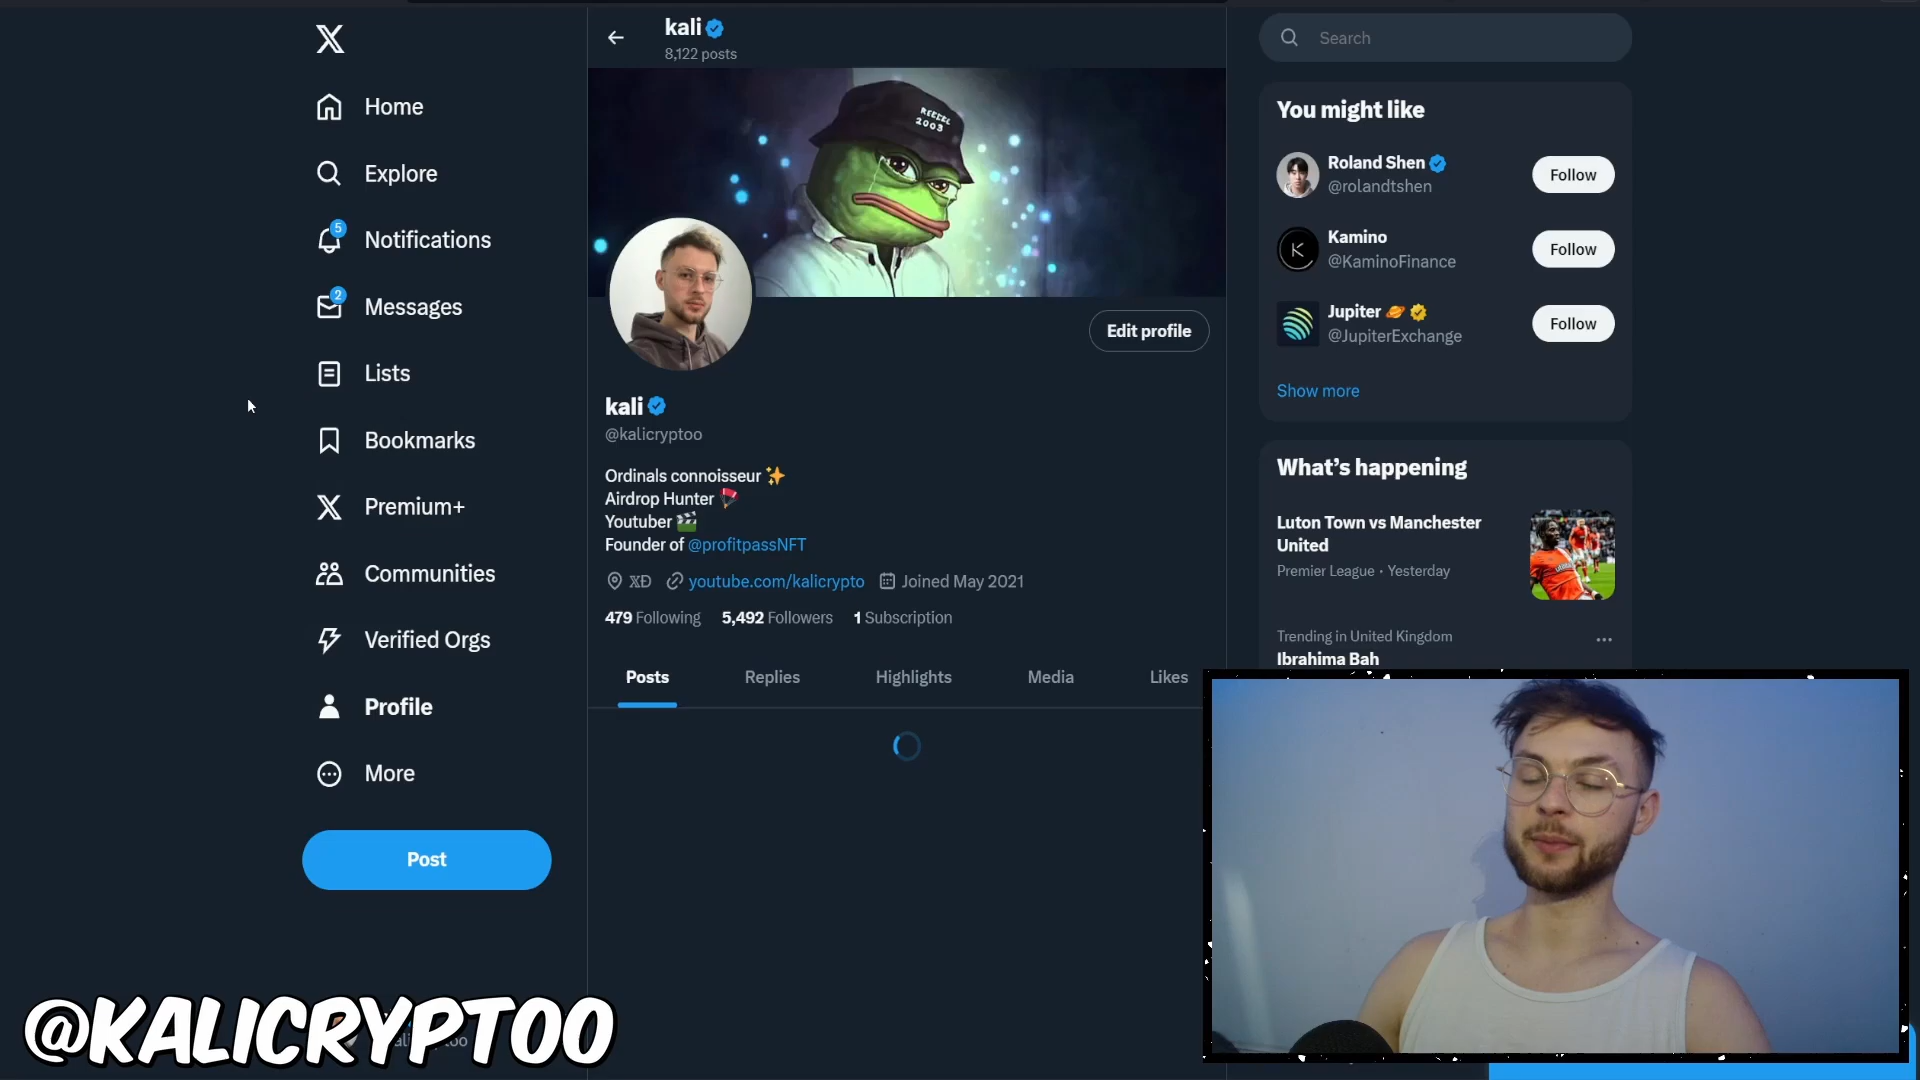 kali
8,122 posts
Search
Home
Explore
5
Notifications
2
Messages
Lists
Bookmarks
Premium+
Communities
Verified Orgs
Profile
More
Post
REEEEE
2003
Edit profile
kali
@kalicryptoo
Ordinals connoisseur ✨
Airdrop Hunter 🪂
Youtuber 🎬
Founder of @profitpassNFT
XĐ youtube.com/kalicrypto Joined May 2021
479 Following 5,492 Followers 1 Subscription
Posts Replies Highlights Media Likes
You might like
Roland Shen
@rolandtshen
Follow
Kamino
@KaminoFinance
Follow
Jupiter 🪐
@JupiterExchange
Follow
Show more
What’s happening
Luton Town vs Manchester
United
Premier League · Yesterday
Trending in United Kingdom
Ibrahima Bah
@KALICRYPTOO